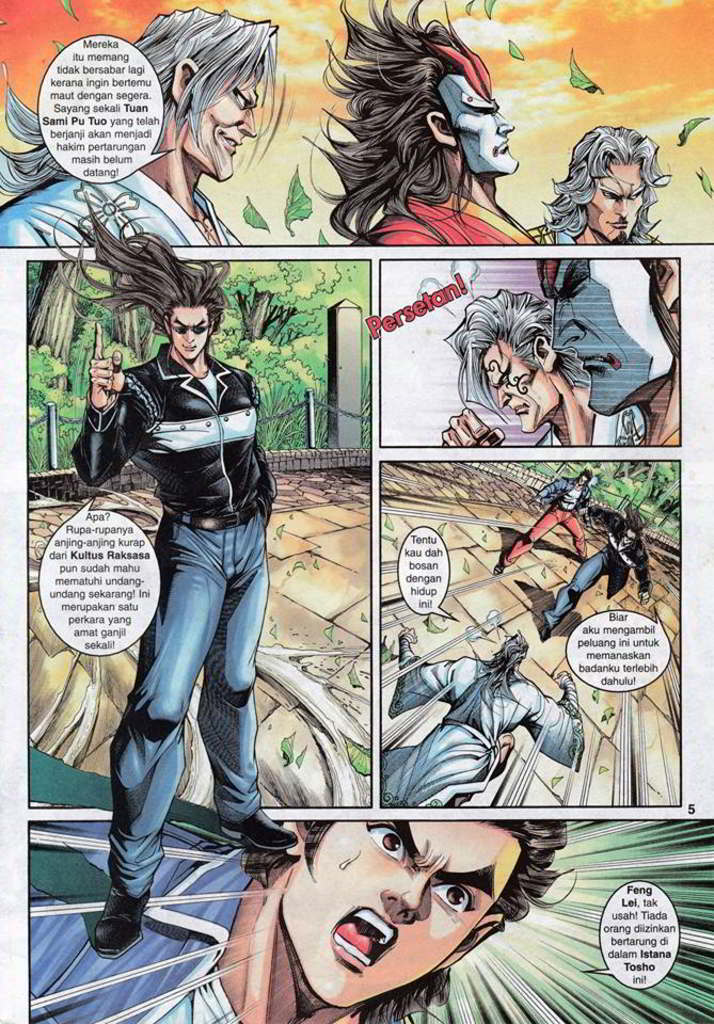 Mereka
itu memang
tidak bersabar lagi
kerana ingin bertemu
maut dengan segera.
Sayang sekali Tuan
Sami Pu Tuo yang telah
berjanji akan menjadi
hakim pertarungan
masih belum
datang!
Apa?
Rupa-rupanya
anjing-anjing kurap
dari Kultus Raksasa
pun sudah mahu
mematuhi undang-
undang sekarang! Ini
merupakan satu
perkara yang
amat ganjil
sekali!
Persetan!
Tentu
kau dah
bosan
dengan
hidup
ini!
Biar
aku mengambil
peluang ini untuk
memanaskan
badanku terlebih
dahulu!
5
Feng
Lei, tak
usah! Tiada
orang diizinkan
bertarung di
dalam Istana
Tosho
ini!